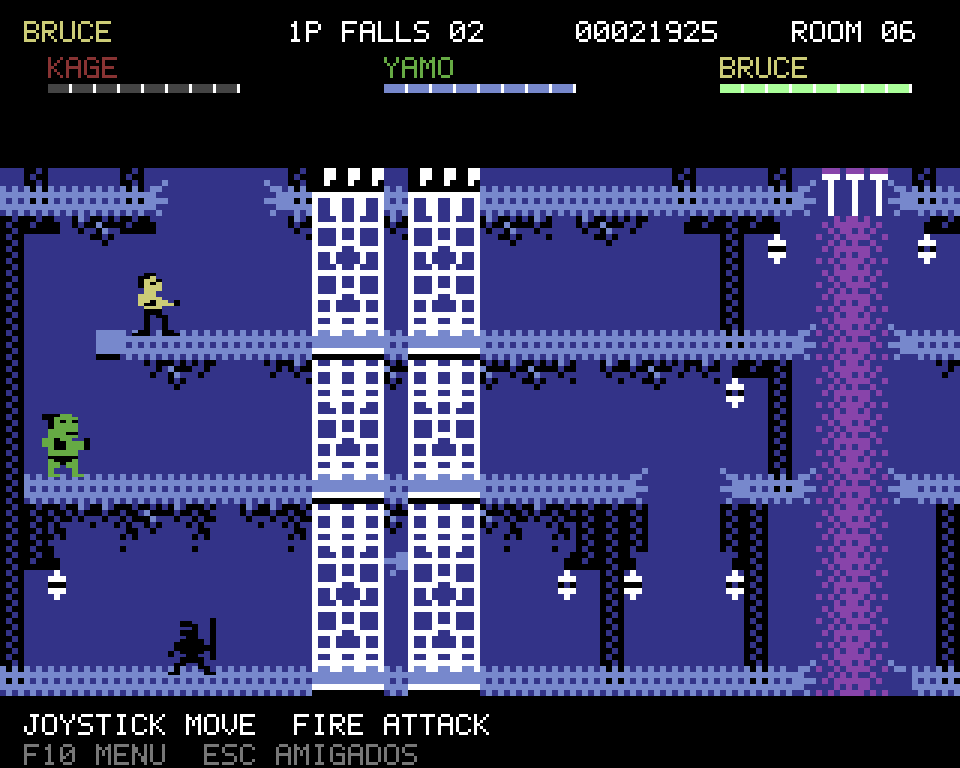 BRUCE 1P FALLS 02 00021925 ROOM 06
KAGE YAMO BRUCE
JOYSTICK MOVE FIRE ATTACK
F10 MENU ESC AMIGADOS